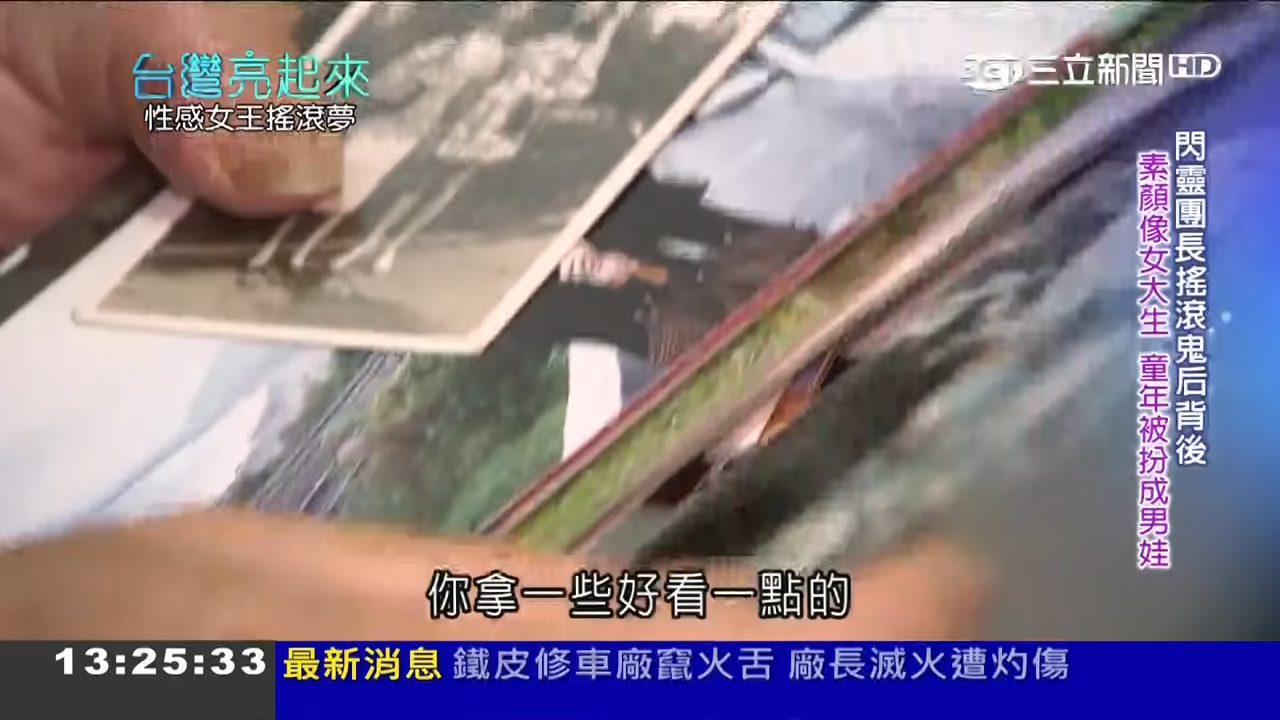 台灣亮起來
性感女王搖滾夢
三立新聞HD
閃靈團長搖滾鬼后背後
素顏像女大生 童年被扮成男娃
你拿一些好看一點的
13:25:33 最新消息 鐵皮修車廠竄火舌 廠長滅火遭灼傷